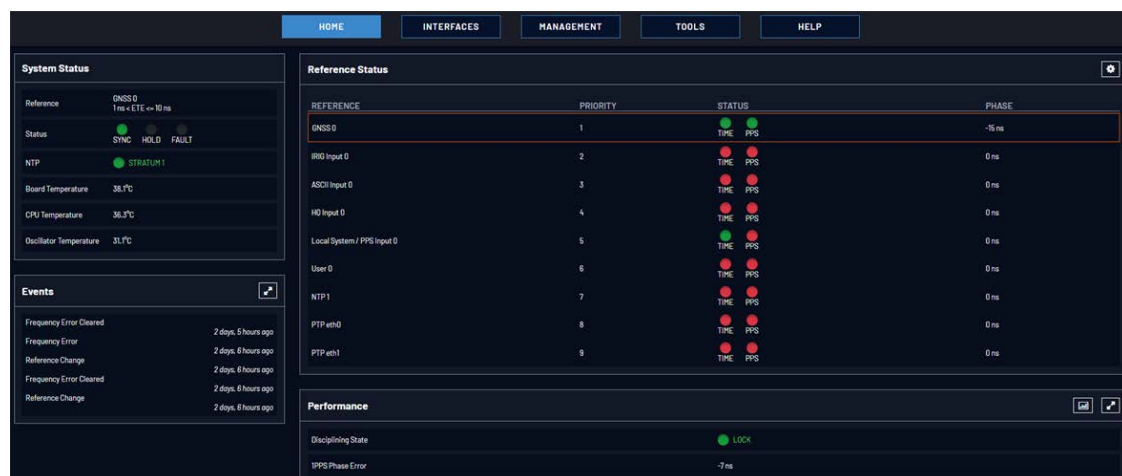 HOME INTERFACES MANAGEMENT TOOLS HELP
System Status
Reference GNSS 0
1 ns < ETE <= 10 ns
Status SYNC HOLD FAULT
NTP STRATUM 1
Board Temperature 38.1°C
CPU Temperature 36.3°C
Oscillator Temperature 31.1°C
Events
Frequency Error Cleared
2 days, 5 hours ago
Frequency Error
2 days, 6 hours ago
Reference Change
2 days, 6 hours ago
Frequency Error Cleared
2 days, 6 hours ago
Reference Change
2 days, 6 hours ago
Reference Status
REFERENCE PRIORITY STATUS PHASE
GNSS 0 1 TIME PPS -15 ns
IRIG Input 0 2 TIME PPS 0 ns
ASCII Input 0 3 TIME PPS 0 ns
HQ Input 0 4 TIME PPS 0 ns
Local System / PPS Input 0 5 TIME PPS 0 ns
User 0 6 TIME PPS 0 ns
NTP 1 7 TIME PPS 0 ns
PTP eth0 8 TIME PPS 0 ns
PTP eth1 9 TIME PPS 0 ns
Performance
Disciplining State LOCK
1PPS Phase Error -7 ns